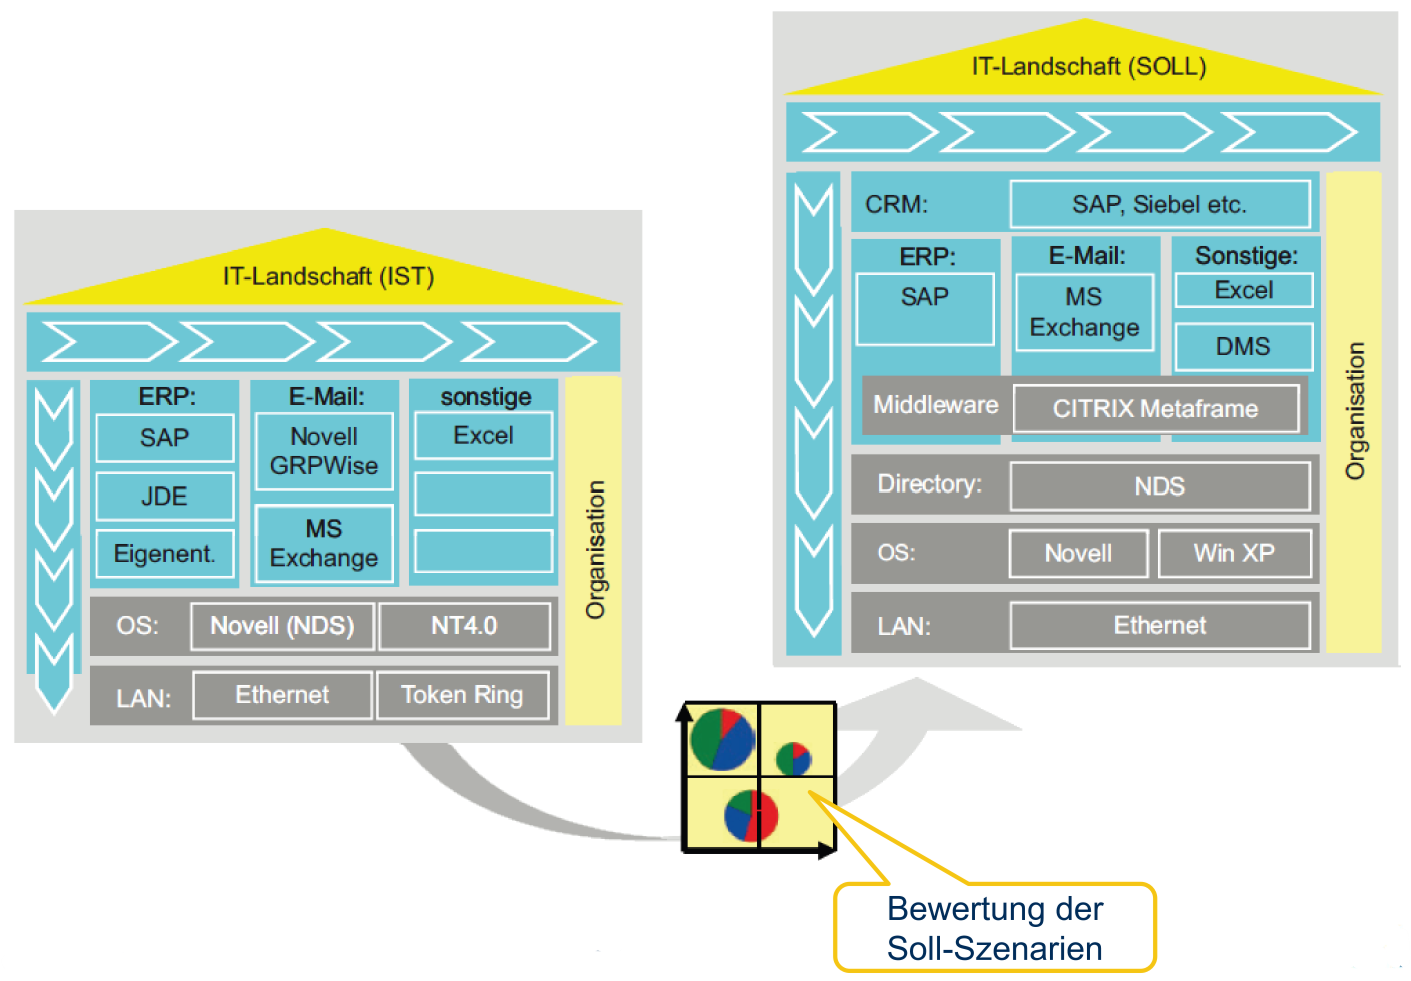 IT-Landschaft (SOLL)
CRM:
SAP, Siebel etc.
ERP:
SAP
E-Mail:
MS
Exchange
Sonstige:
Excel
DMS
Middleware
CITRIX Metaframe
Directory:
NDS
OS:
Novell
Win XP
LAN:
Ethernet
Organisation
IT-Landschaft (IST)
ERP:
SAP
JDE
Eigenent.
E-Mail:
Novell
GRPWise
MS
Exchange
sonstige
Excel
OS:
Novell (NDS)
NT4.0
LAN:
Ethernet
Token Ring
Organisation
Bewertung der
Soll-Szenarien